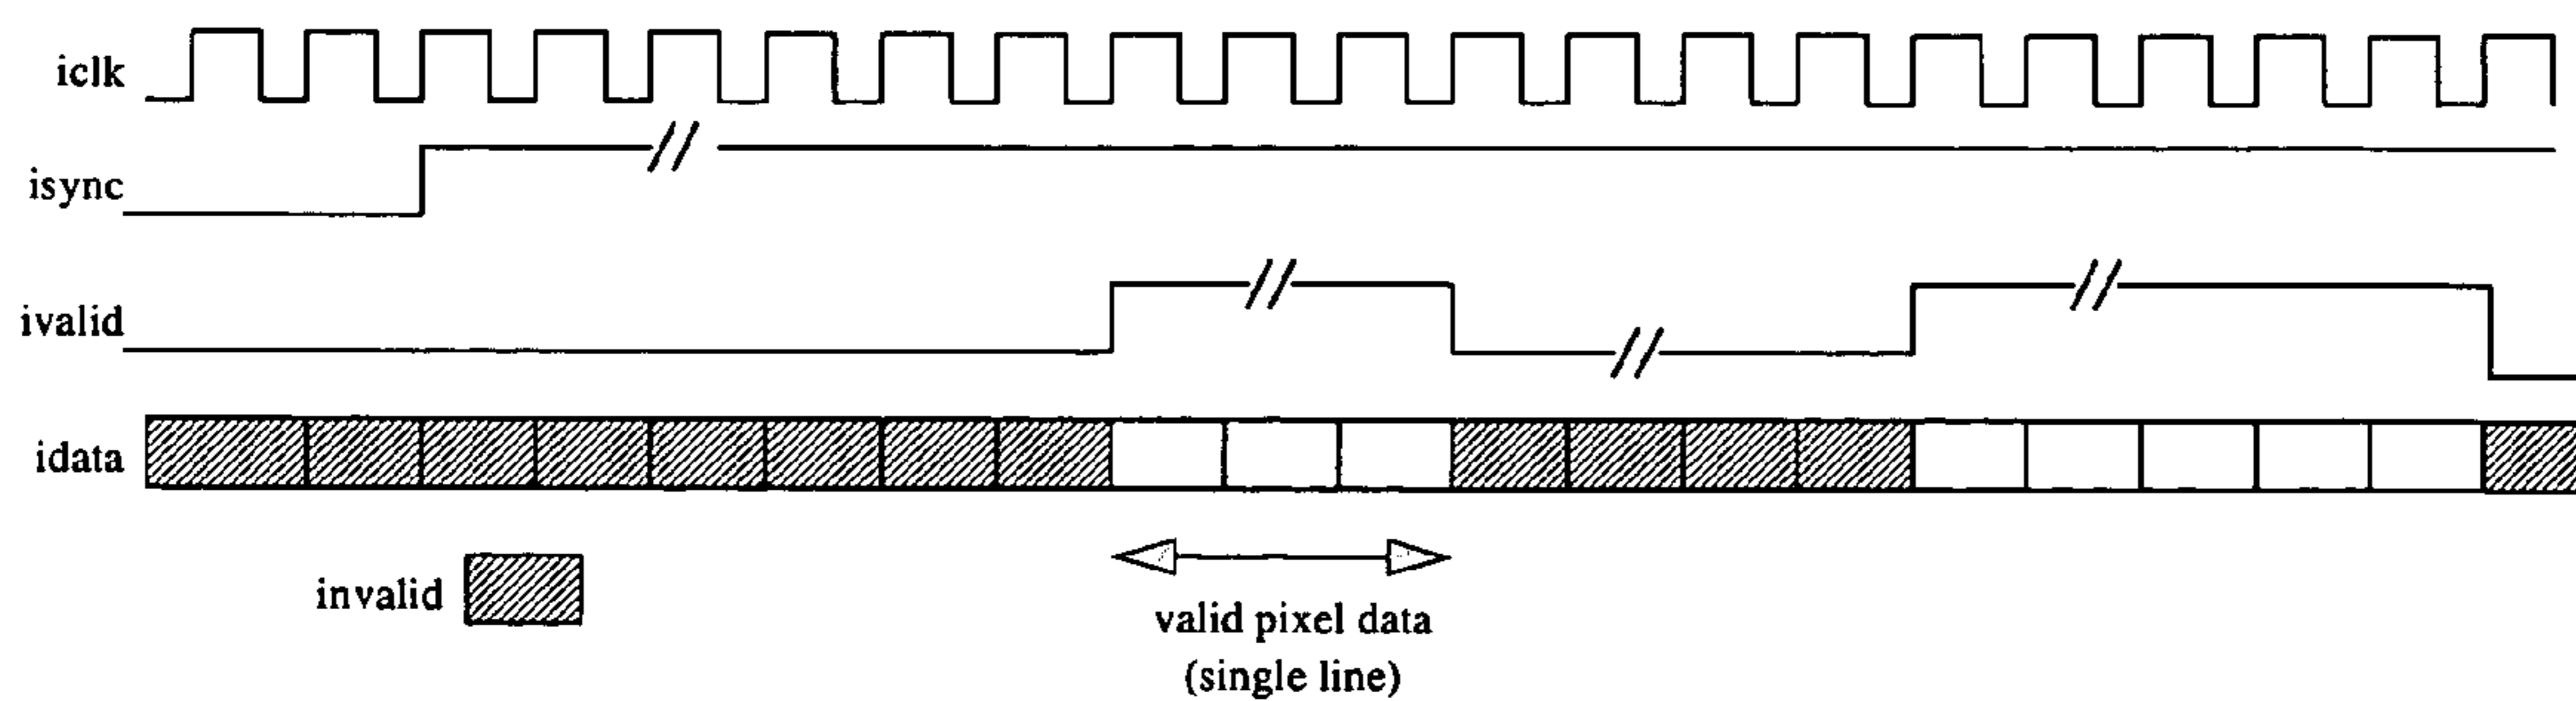 iclk
isync
ivalid
idata
invalid
valid pixel data
(single line)